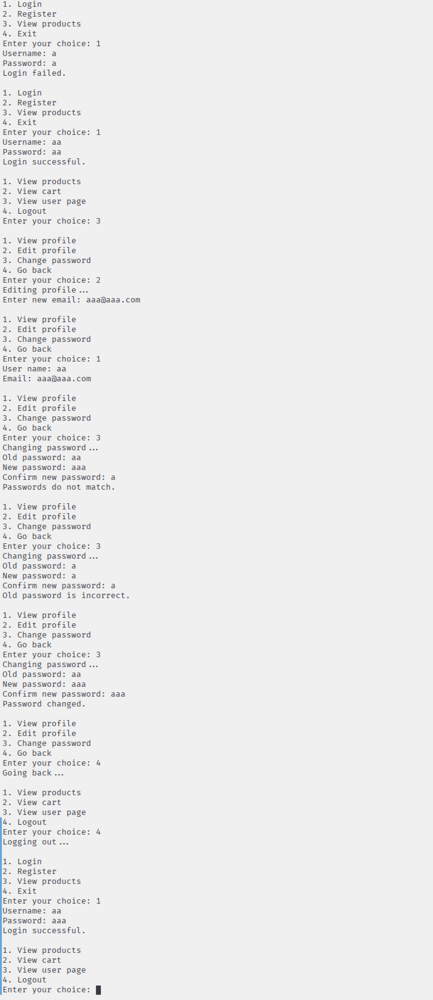 1. Login
2. Register
3. View products
4. Exit
Enter your choice: 1
Username: a
Password: a
Login failed.

1. Login
2. Register
3. View products
4. Exit
Enter your choice: 1
Username: aa
Password: aa
Login successful.

1. View products
2. View cart
3. View user page
4. Logout
Enter your choice: 3

1. View profile
2. Edit profile
3. Change password
4. Go back
Enter your choice: 2
Editing profile...
Enter new email: aaa@aaa.com

1. View profile
2. Edit profile
3. Change password
4. Go back
Enter your choice: 1
User name: aa
Email: aaa@aaa.com

1. View profile
2. Edit profile
3. Change password
4. Go back
Enter your choice: 3
Changing password...
Old password: aa
New password: aaa
Confirm new password: a
Passwords do not match.

1. View profile
2. Edit profile
3. Change password
4. Go back
Enter your choice: 3
Changing password...
Old password: a
New password: a
Confirm new password: a
Old password is incorrect.

1. View profile
2. Edit profile
3. Change password
4. Go back
Enter your choice: 3
Changing password...
Old password: aa
New password: aaa
Confirm new password: aaa
Password changed.

1. View profile
2. Edit profile
3. Change password
4. Go back
Enter your choice: 4
Going back...

1. View products
2. View cart
3. View user page
4. Logout
Enter your choice: 4
Logging out...

1. Login
2. Register
3. View products
4. Exit
Enter your choice: 1
Username: aa
Password: aaa
Login successful.

1. View products
2. View cart
3. View user page
4. Logout
Enter your choice: